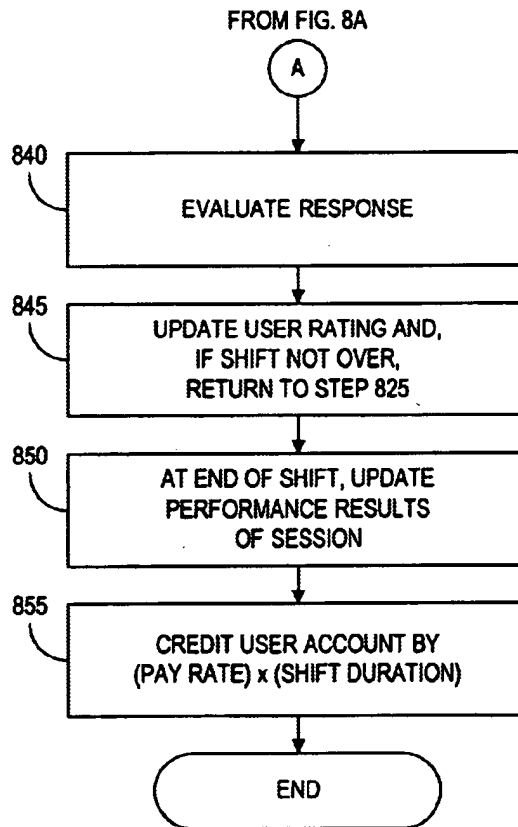 FROM FIG. 8A
A
840
EVALUATE RESPONSE
845
UPDATE USER RATING AND,
IF SHIFT NOT OVER,
RETURN TO STEP 825
850
AT END OF SHIFT, UPDATE
PERFORMANCE RESULTS
OF SESSION
855
CREDIT USER ACCOUNT BY
(PAY RATE) x (SHIFT DURATION)
END